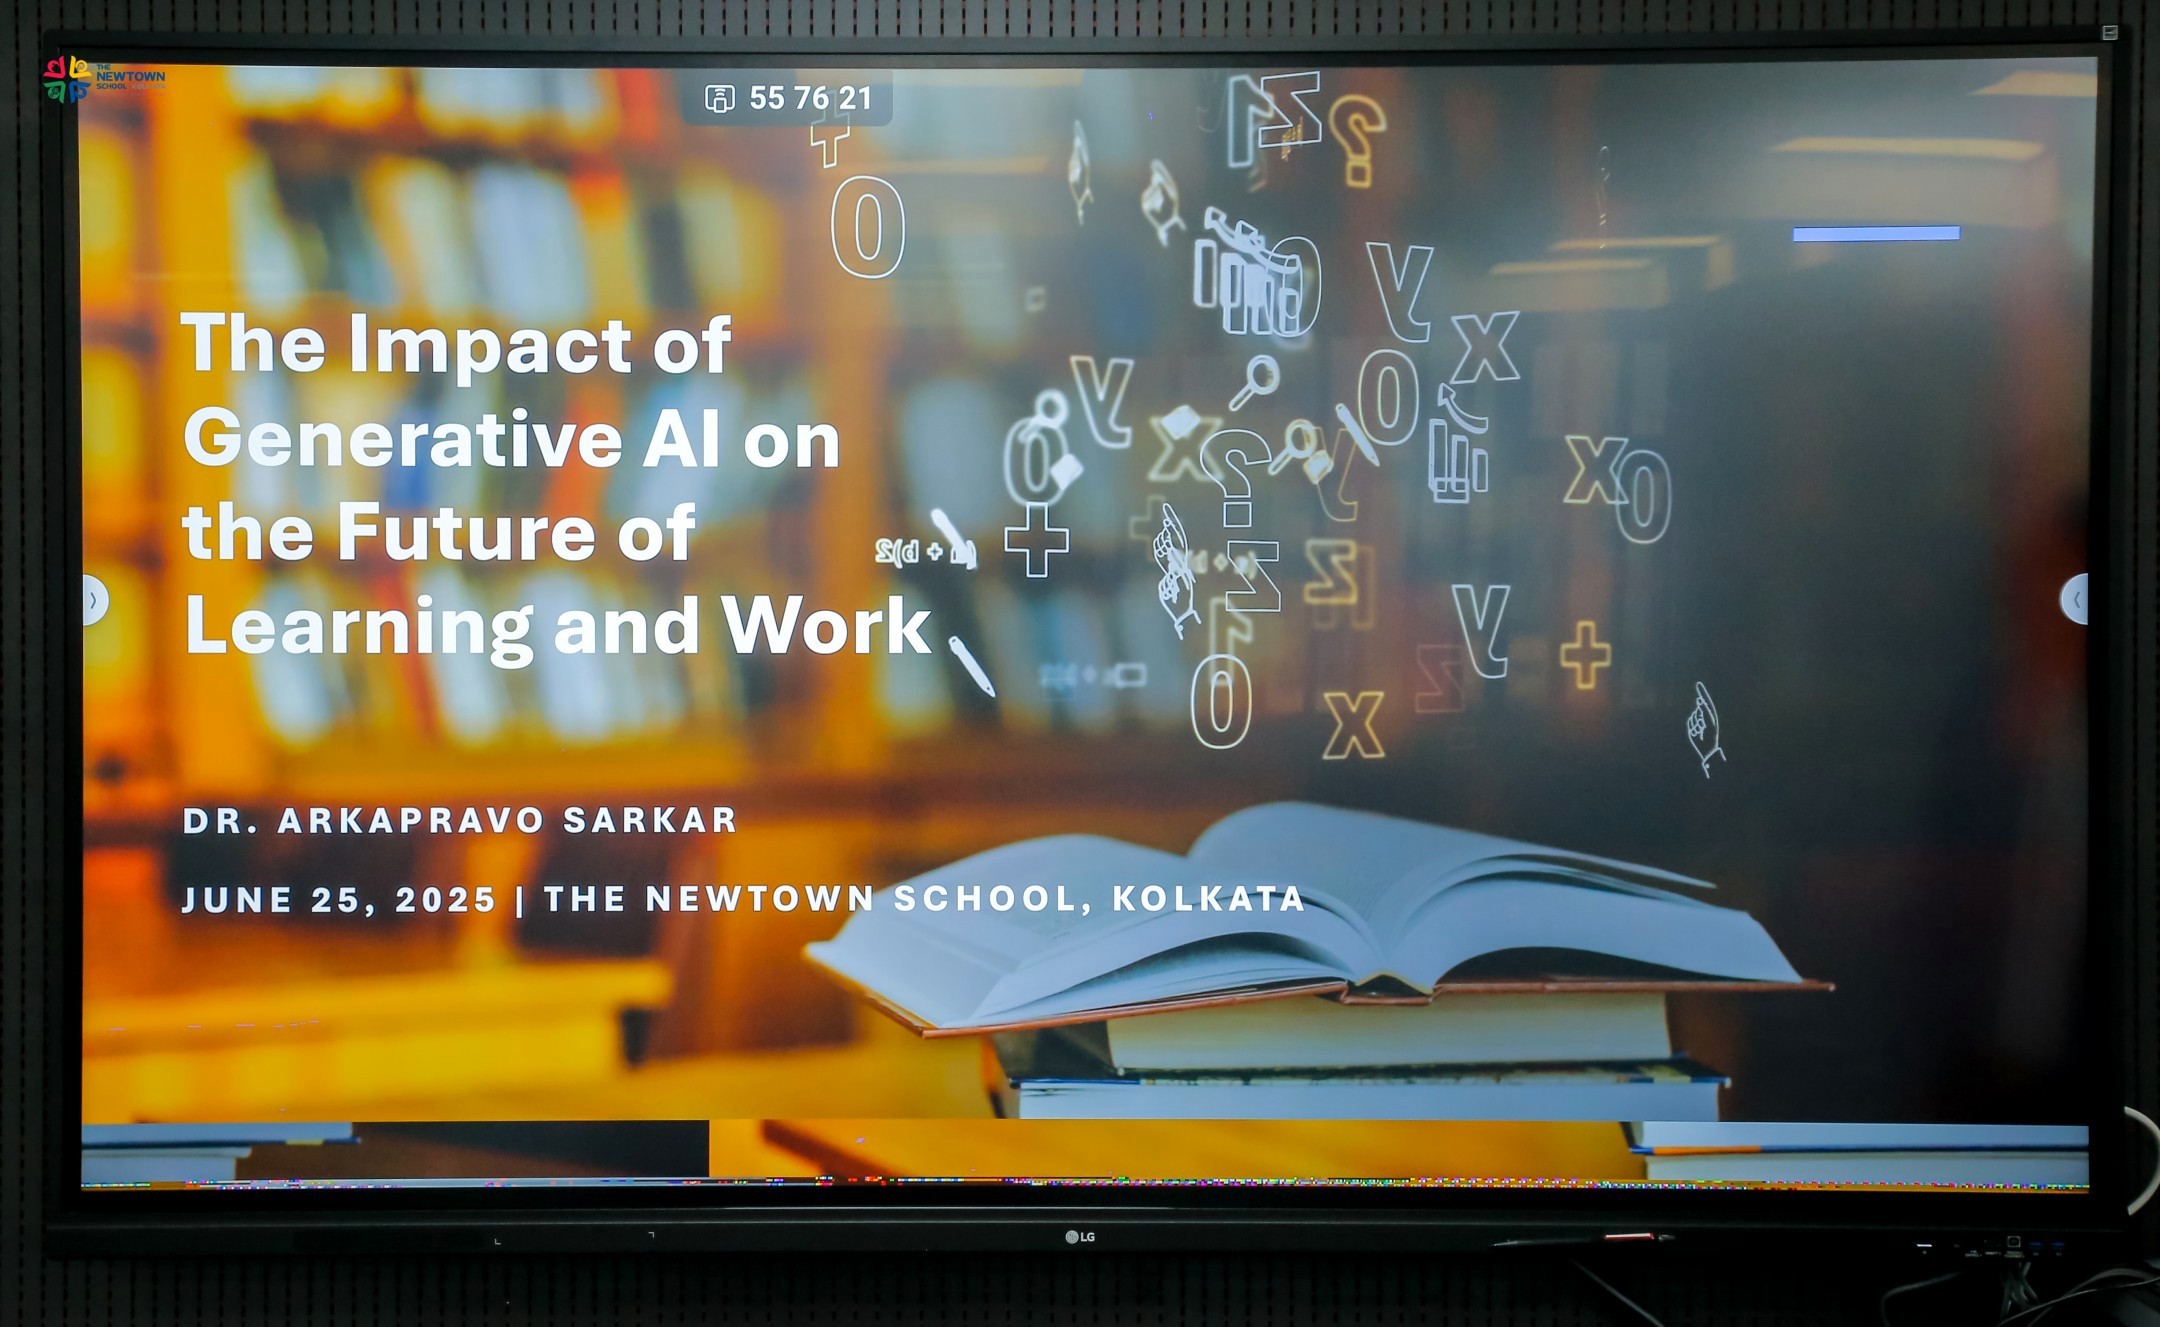 THE
NEWTOWN
SCHOOL
55 76 21
The Impact of
Generative AI on
the Future of
Learning and Work
DR. ARKAPRAVO SARKAR
JUNE 25, 2025 | THE NEWTOWN SCHOOL, KOLKATA
LG